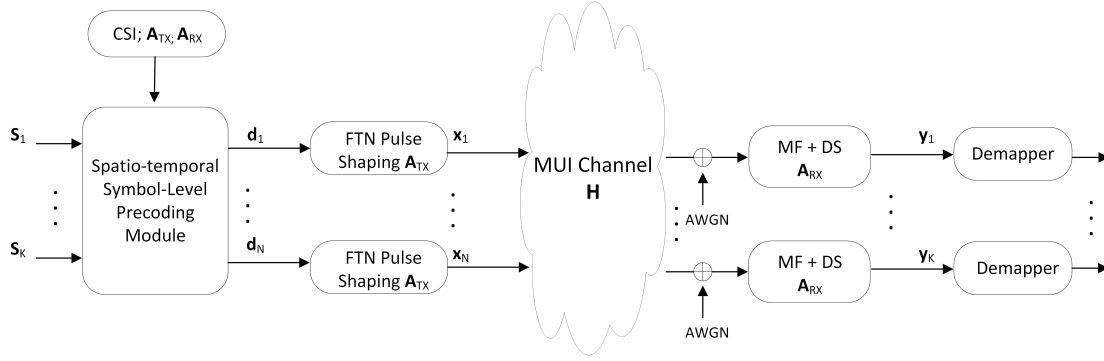 CSI; A_TX; A_RX
S_1
S_K
Spatio-temporal
Symbol-Level
Precoding
Module
d_1
d_N
FTN Pulse
Shaping A_TX
FTN Pulse
Shaping A_TX
x_1
x_N
MUI Channel
H
AWGN
AWGN
MF + DS
A_RX
MF + DS
A_RX
y_1
y_K
Demapper
Demapper